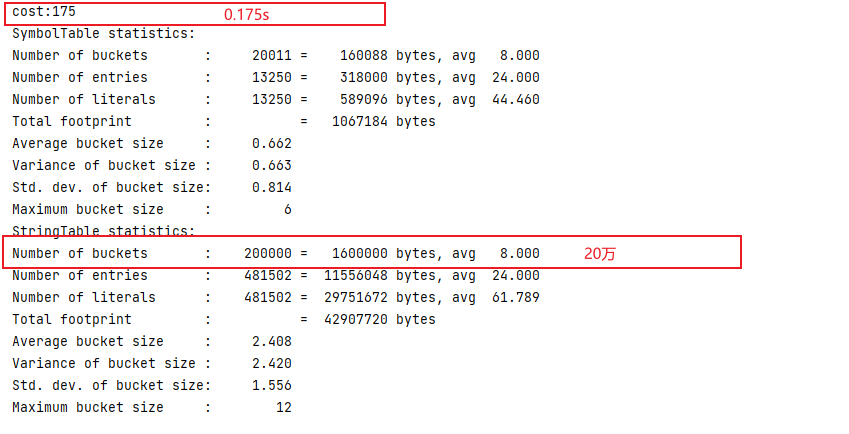 cost:175 0.175s
SymbolTable statistics:
Number of buckets       :     20011 =    160088 bytes, avg   8.000
Number of entries       :     13250 =    318000 bytes, avg  24.000
Number of literals      :     13250 =    589096 bytes, avg  44.460
Total footprint         :           =   1067184 bytes
Average bucket size     :     0.662
Variance of bucket size :     0.663
Std. dev. of bucket size:     0.814
Maximum bucket size     :         6
StringTable statistics:
Number of buckets       :    200000 =   1600000 bytes, avg   8.000 20万
Number of entries       :    481502 =  11556048 bytes, avg  24.000
Number of literals      :    481502 =  29751672 bytes, avg  61.789
Total footprint         :           =  42907720 bytes
Average bucket size     :     2.408
Variance of bucket size :     2.420
Std. dev. of bucket size:     1.556
Maximum bucket size     :        12